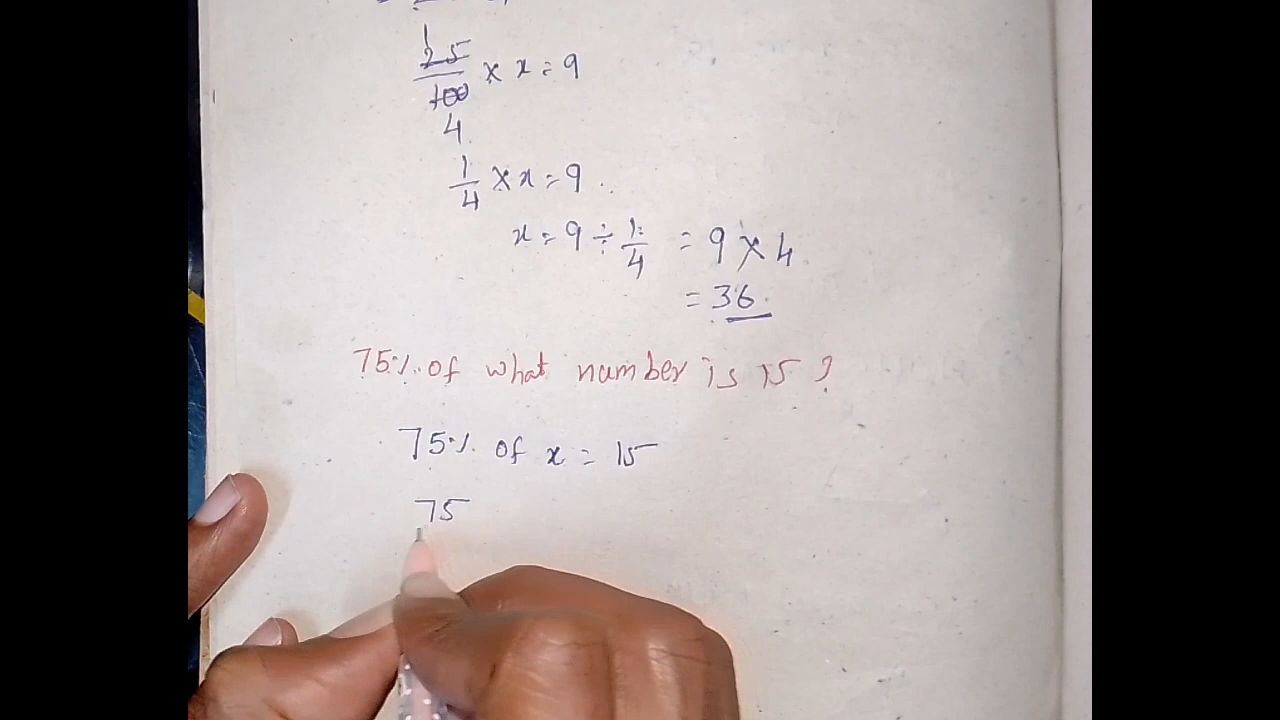 1
25
— × x = 9
100
4
1/4 × x = 9
x = 9 ÷ 1/4 = 9 × 4
= 36
75% of what number is 15 ?
75% of x = 15
75